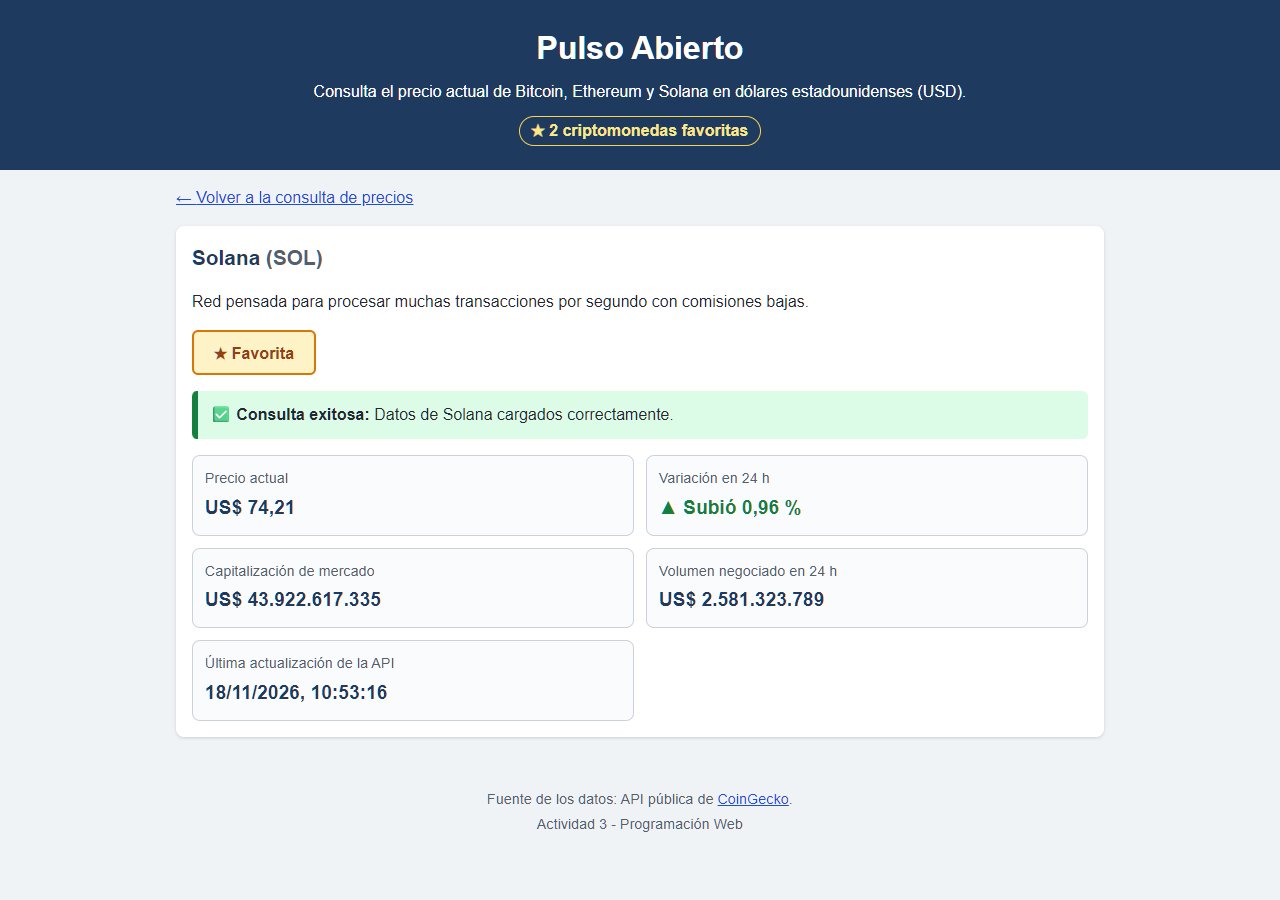 Pulso Abierto
Consulta el precio actual de Bitcoin, Ethereum y Solana en dólares estadounidenses (USD).
★ 2 criptomonedas favoritas
← Volver a la consulta de precios
Solana (SOL)
Red pensada para procesar muchas transacciones por segundo con comisiones bajas.
★ Favorita
✅ Consulta exitosa: Datos de Solana cargados correctamente.
Precio actual
US$ 74,21
Variación en 24 h
▲ Subió 0,96 %
Capitalización de mercado
US$ 43.922.617.335
Volumen negociado en 24 h
US$ 2.581.323.789
Última actualización de la API
18/11/2026, 10:53:16
Fuente de los datos: API pública de CoinGecko.
Actividad 3 - Programación Web